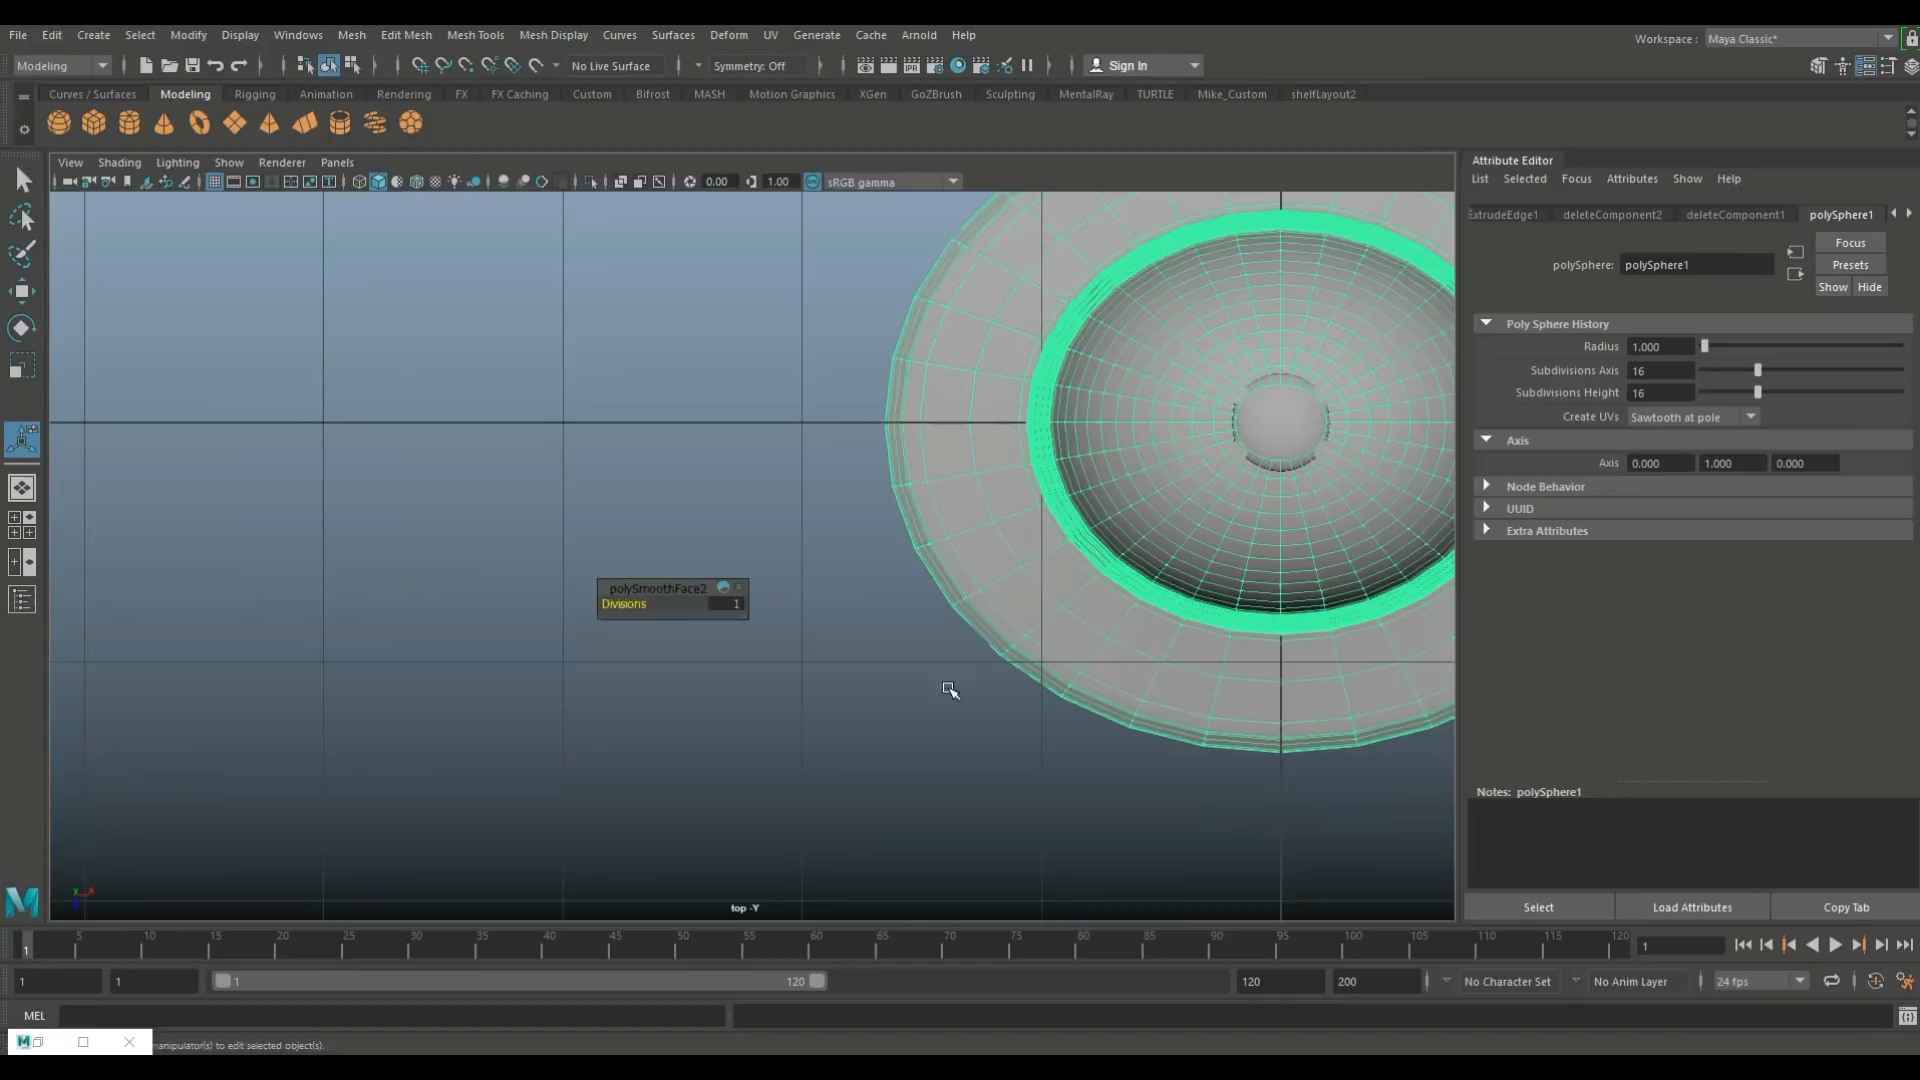 File Edit Create Select Modify Display Windows Mesh Edit Mesh Mesh Tools Mesh Display Curves Surfaces Deform UV Generate Cache Arnold Help
Workspace : Maya Classic*
Modeling No Live Surface Symmetry: Off Sign In
Curves / Surfaces Modeling Rigging Animation Rendering FX FX Caching Custom Bifrost MASH Motion Graphics XGen GoZBrush Sculpting MentalRay TURTLE Mike_Custom shelfLayout2
View Shading Lighting Show Renderer Panels
0.00 1.00 sRGB gamma
Attribute Editor
List Selected Focus Attributes Show Help
ExtrudeEdge1 deleteComponent2 deleteComponent1 polySphere1
Focus
polySphere: polySphere1
Presets
Show Hide
Poly Sphere History
Radius 1.000
Subdivisions Axis 16
Subdivisions Height 16
Create UVs Sawtooth at pole
Axis
Axis 0.000 1.000 0.000
Node Behavior
UUID
Extra Attributes
polySmoothFace2
Divisions 1
Notes: polySphere1
top -Y
Select Load Attributes Copy Tab
1 5 10 15 20 25 30 35 40 45 50 55 60 65 70 75 80 85 90 95 100 105 110 115 120 1
1 1 1 120 120 200 No Character Set No Anim Layer 24 fps
MEL
manipulator(s) to edit selected object(s).